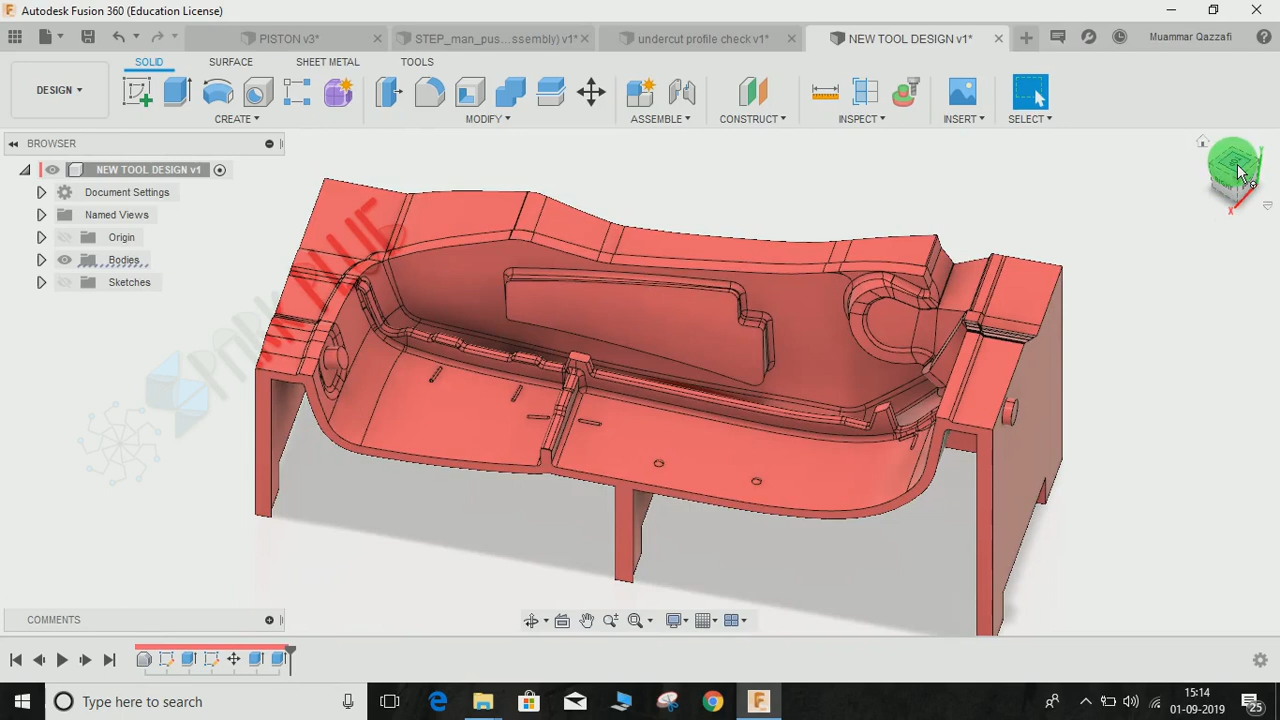 Autodesk Fusion 360 (Education License)
PISTON v3*
STEP_man_pus...ssembly) v1*
undercut profile check v1*
NEW TOOL DESIGN v1*
Muammar Qazzafi
SOLID
SURFACE
SHEET METAL
TOOLS
DESIGN
CREATE
MODIFY
ASSEMBLE
CONSTRUCT
INSPECT
INSERT
SELECT
BROWSER
NEW TOOL DESIGN v1
Document Settings
Named Views
Origin
Bodies
Sketches
COMMENTS
Type here to search
15:14
01-09-2019
25